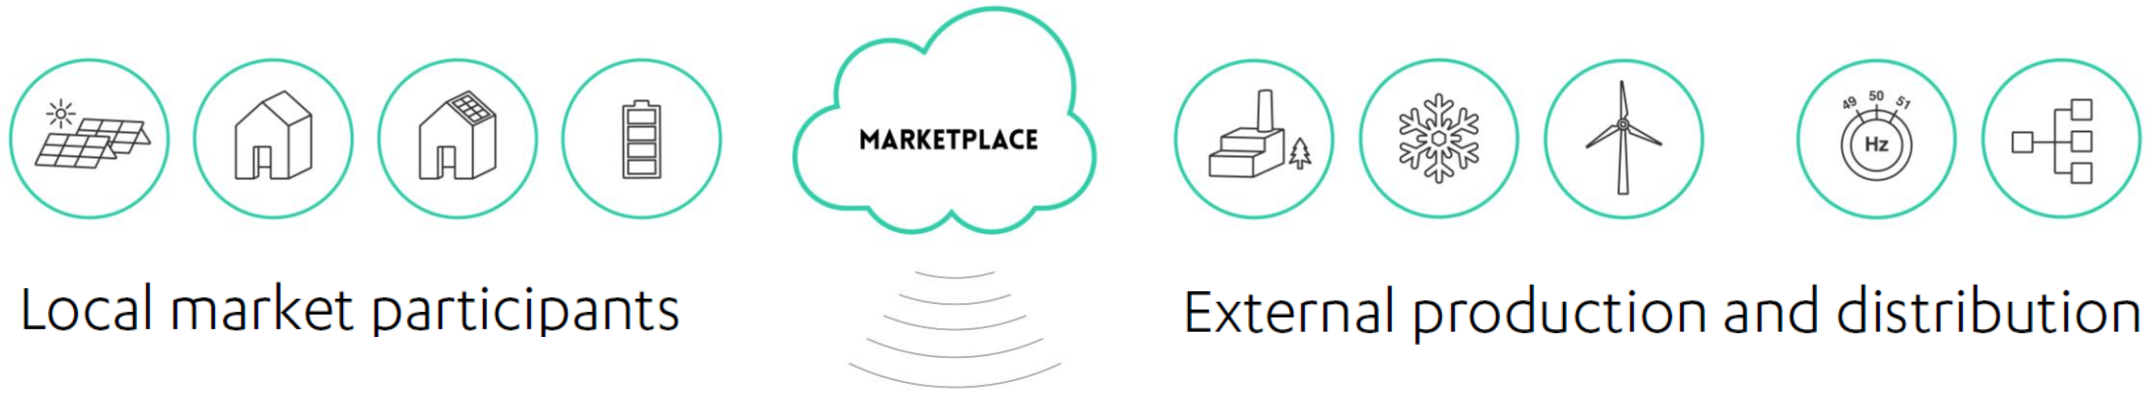 MARKETPLACE
49 50 51
Hz
Local market participants
External production and distribution